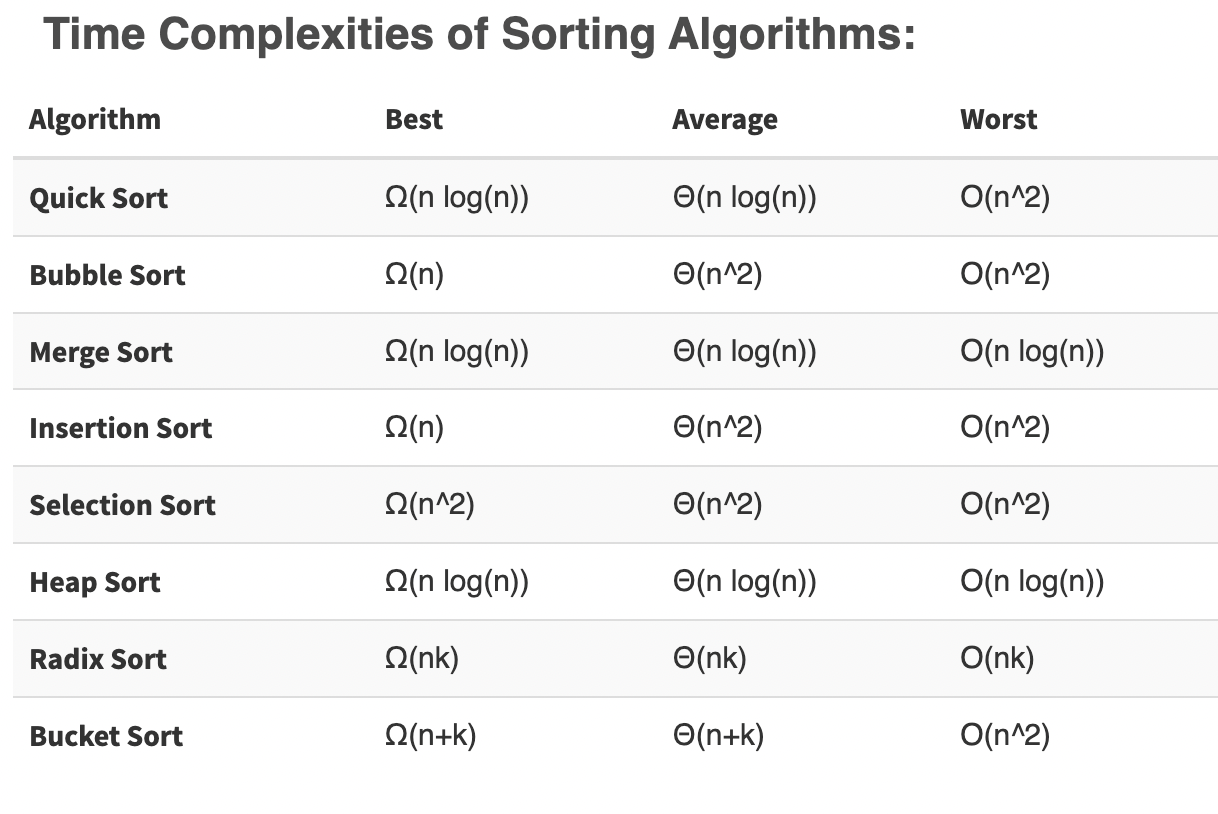 Time Complexities of Sorting Algorithms:
Algorithm Best Average Worst
Quick Sort Ω(n log(n)) Θ(n log(n)) O(n^2)
Bubble Sort Ω(n) Θ(n^2) O(n^2)
Merge Sort Ω(n log(n)) Θ(n log(n)) O(n log(n))
Insertion Sort Ω(n) Θ(n^2) O(n^2)
Selection Sort Ω(n^2) Θ(n^2) O(n^2)
Heap Sort Ω(n log(n)) Θ(n log(n)) O(n log(n))
Radix Sort Ω(nk) Θ(nk) O(nk)
Bucket Sort Ω(n+k) Θ(n+k) O(n^2)